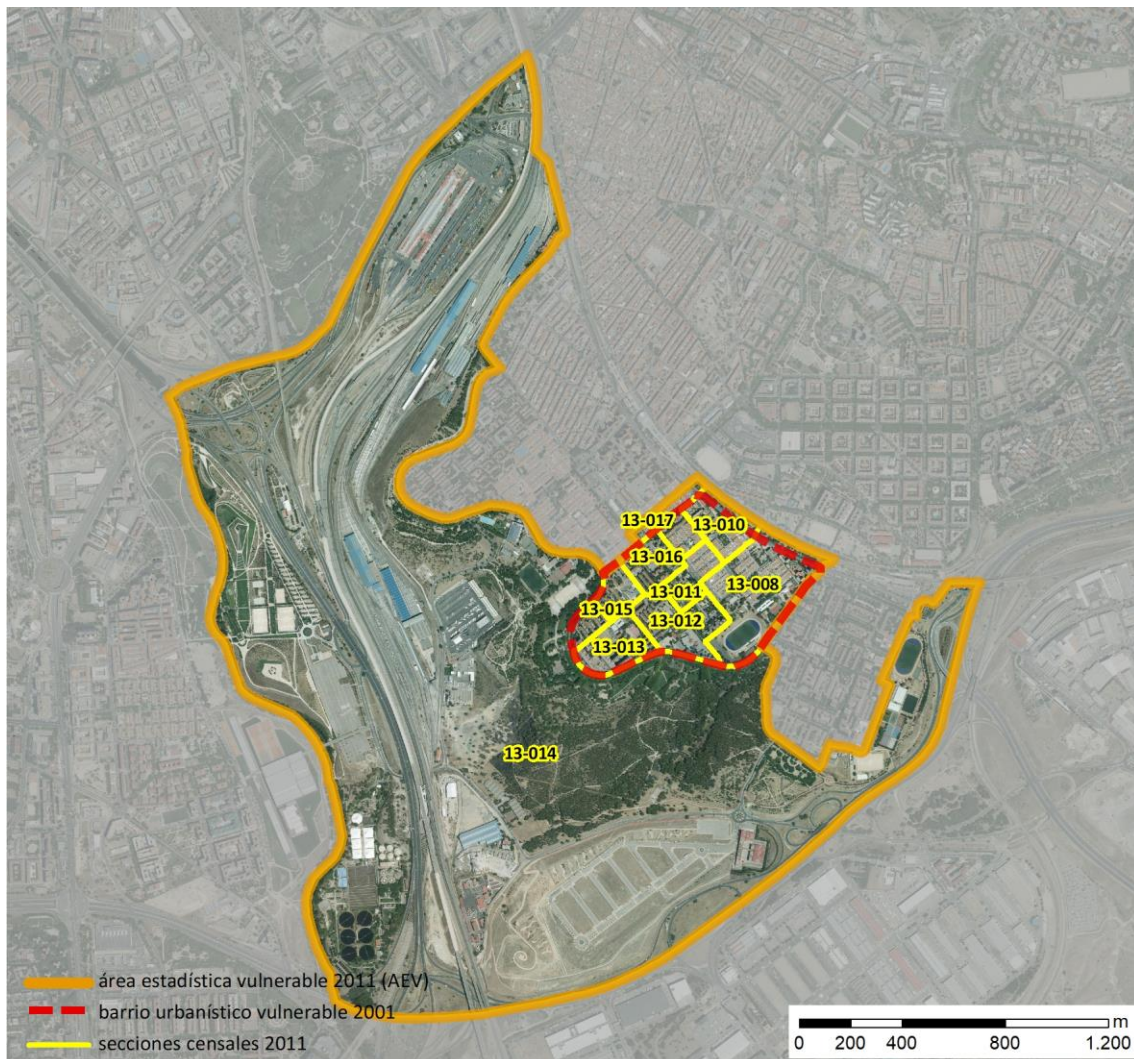 13-017
13-010
13-016
13-008
13-011
13-015
13-012
13-013
13-014
área estadística vulnerable 2011 (AEV)
barrio urbanístico vulnerable 2001
secciones censales 2011
m
0 200 400 800 1.200